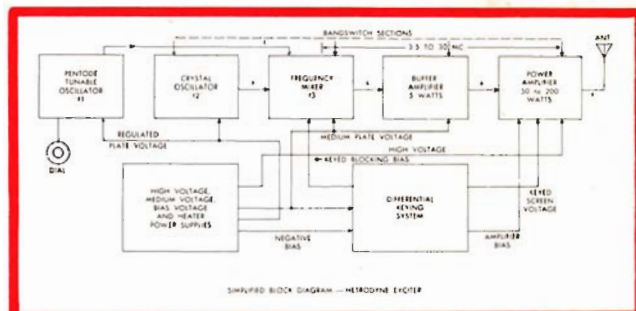 BANDSWITCH SECTIONS
3.5 TO 30 MC
ANT
PENTODE
TUNABLE
OSCILLATOR
#1
CRYSTAL
OSCILLATOR
#2
FREQUENCY
MIXER
#3
BUFFER
AMPLIFIER
5 WATTS
POWER
AMPLIFIER
50 to 200
WATTS
REGULATED
PLATE VOLTAGE
MEDIUM PLATE VOLTAGE
DIAL
HIGH VOLTAGE
KEYED BLOCKING BIAS
HIGH VOLTAGE,
MEDIUM VOLTAGE,
BIAS VOLTAGE
AND HEATER
POWER SUPPLIES
DIFFERENTIAL
KEYING
SYSTEM
KEYED
SCREEN
VOLTAGE
NEGATIVE
BIAS
AMPLIFIER
BIAS
SIMPLIFIED BLOCK DIAGRAM — HETRODYNE EXCITER